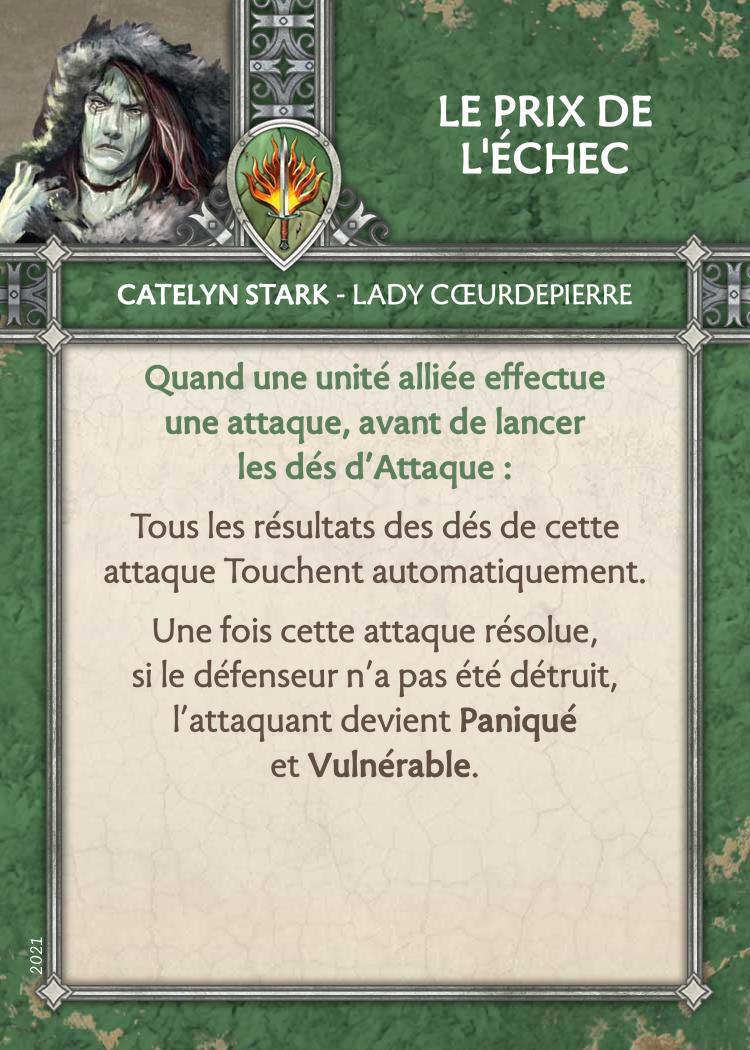 LE PRIX DE
L'ÉCHEC
CATELYN STARK - LADY CŒURDEPIERRE
Quand une unité alliée effectue
une attaque, avant de lancer
les dés d'Attaque :
Tous les résultats des dés de cette
attaque Touchent automatiquement.
Une fois cette attaque résolue,
si le défenseur n'a pas été détruit,
l'attaquant devient Paniqué
et Vulnérable.
2021